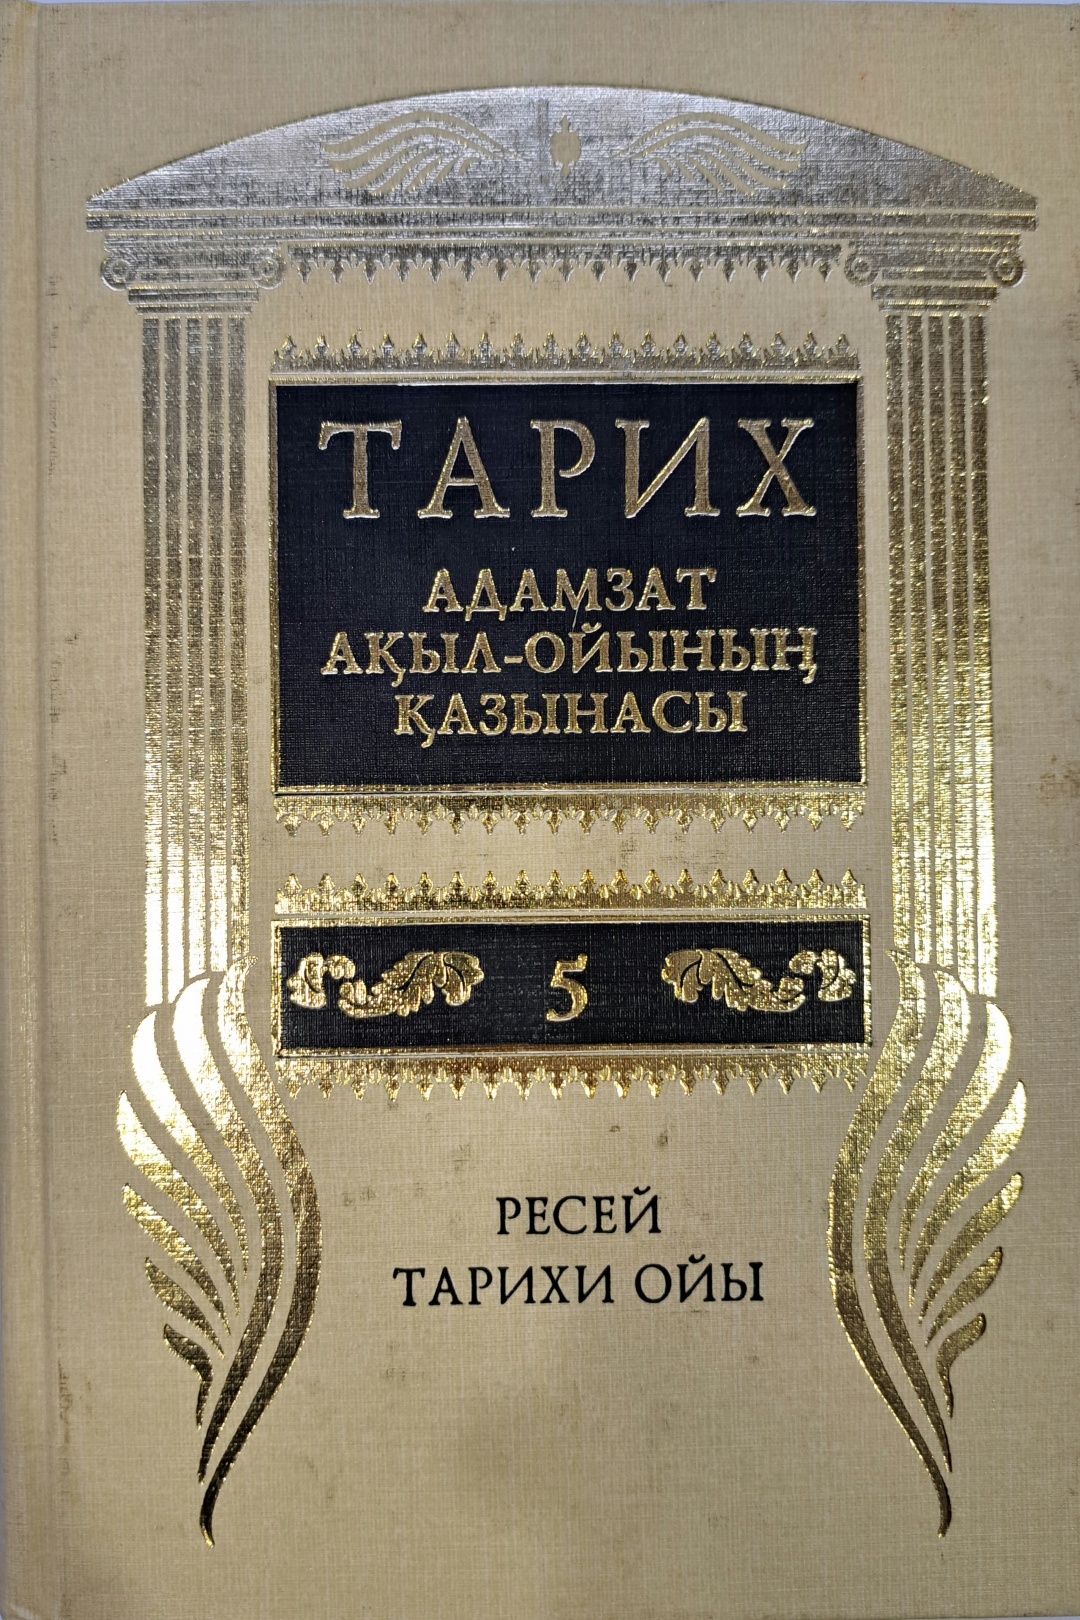 ТАРИХ
АДАМЗАТ
АҚЫЛ-ОЙЫНЫҢ
ҚАЗЫНАСЫ
5
РЕСЕЙ
ТАРИХИ ОЙЫ